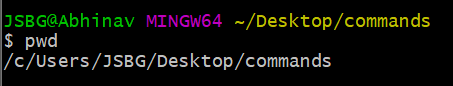 JSBG@Abhinav MINGW64 ~/Desktop/commands
$ pwd
/c/Users/JSBG/Desktop/commands